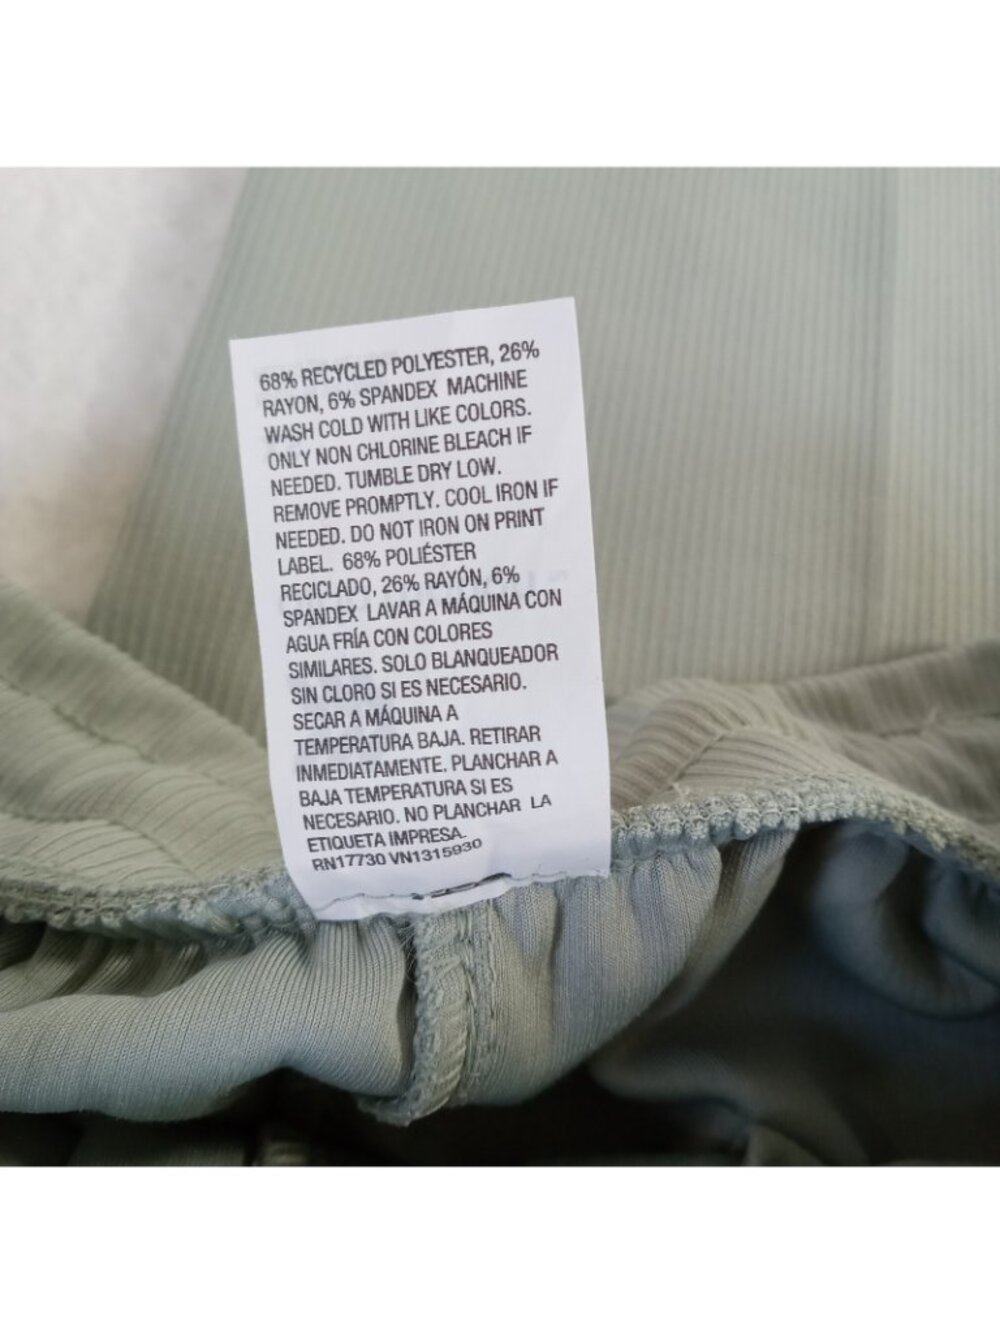 68% RECYCLED POLYESTER, 26%
RAYON, 6% SPANDEX MACHINE
WASH COLD WITH LIKE COLORS.
ONLY NON CHLORINE BLEACH IF
NEEDED. TUMBLE DRY LOW.
REMOVE PROMPTLY. COOL IRON IF
NEEDED. DO NOT IRON ON PRINT
LABEL. 68% POLIÉSTER
RECICLADO, 26% RAYÓN, 6%
SPANDEX LAVAR A MÁQUINA CON
AGUA FRÍA CON COLORES
SIMILARES. SOLO BLANQUEADOR
SIN CLORO SI ES NECESARIO.
SECAR A MÁQUINA A
TEMPERATURA BAJA. RETIRAR
INMEDIATAMENTE. PLANCHAR A
BAJA TEMPERATURA SI ES
NECESARIO. NO PLANCHAR LA
ETIQUETA IMPRESA.
RN17730 VN1315930